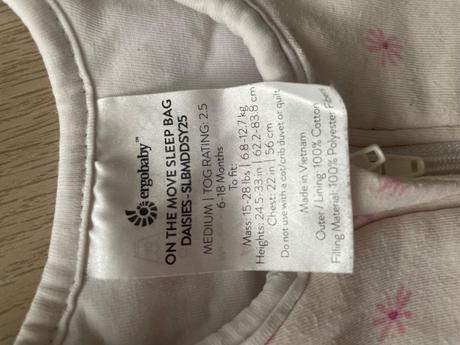 ergobaby™
ON THE MOVE SLEEP BAG
DAISIES-SLBMDDSY25
MEDIUM | TOG RATING: 2.5
6-18 Months
To fit:
Mass: 15-28 lbs | 6.8-12.7 kg
Heights: 24.5-33 in | 62.2-83.8 cm
Chest: 22 in | 56 cm
Do not use with a cot/crib duvet or quilt
Made in Vietnam
Outer / Lining 100% Cotton
Filling Material: 100% Polyester Fibers